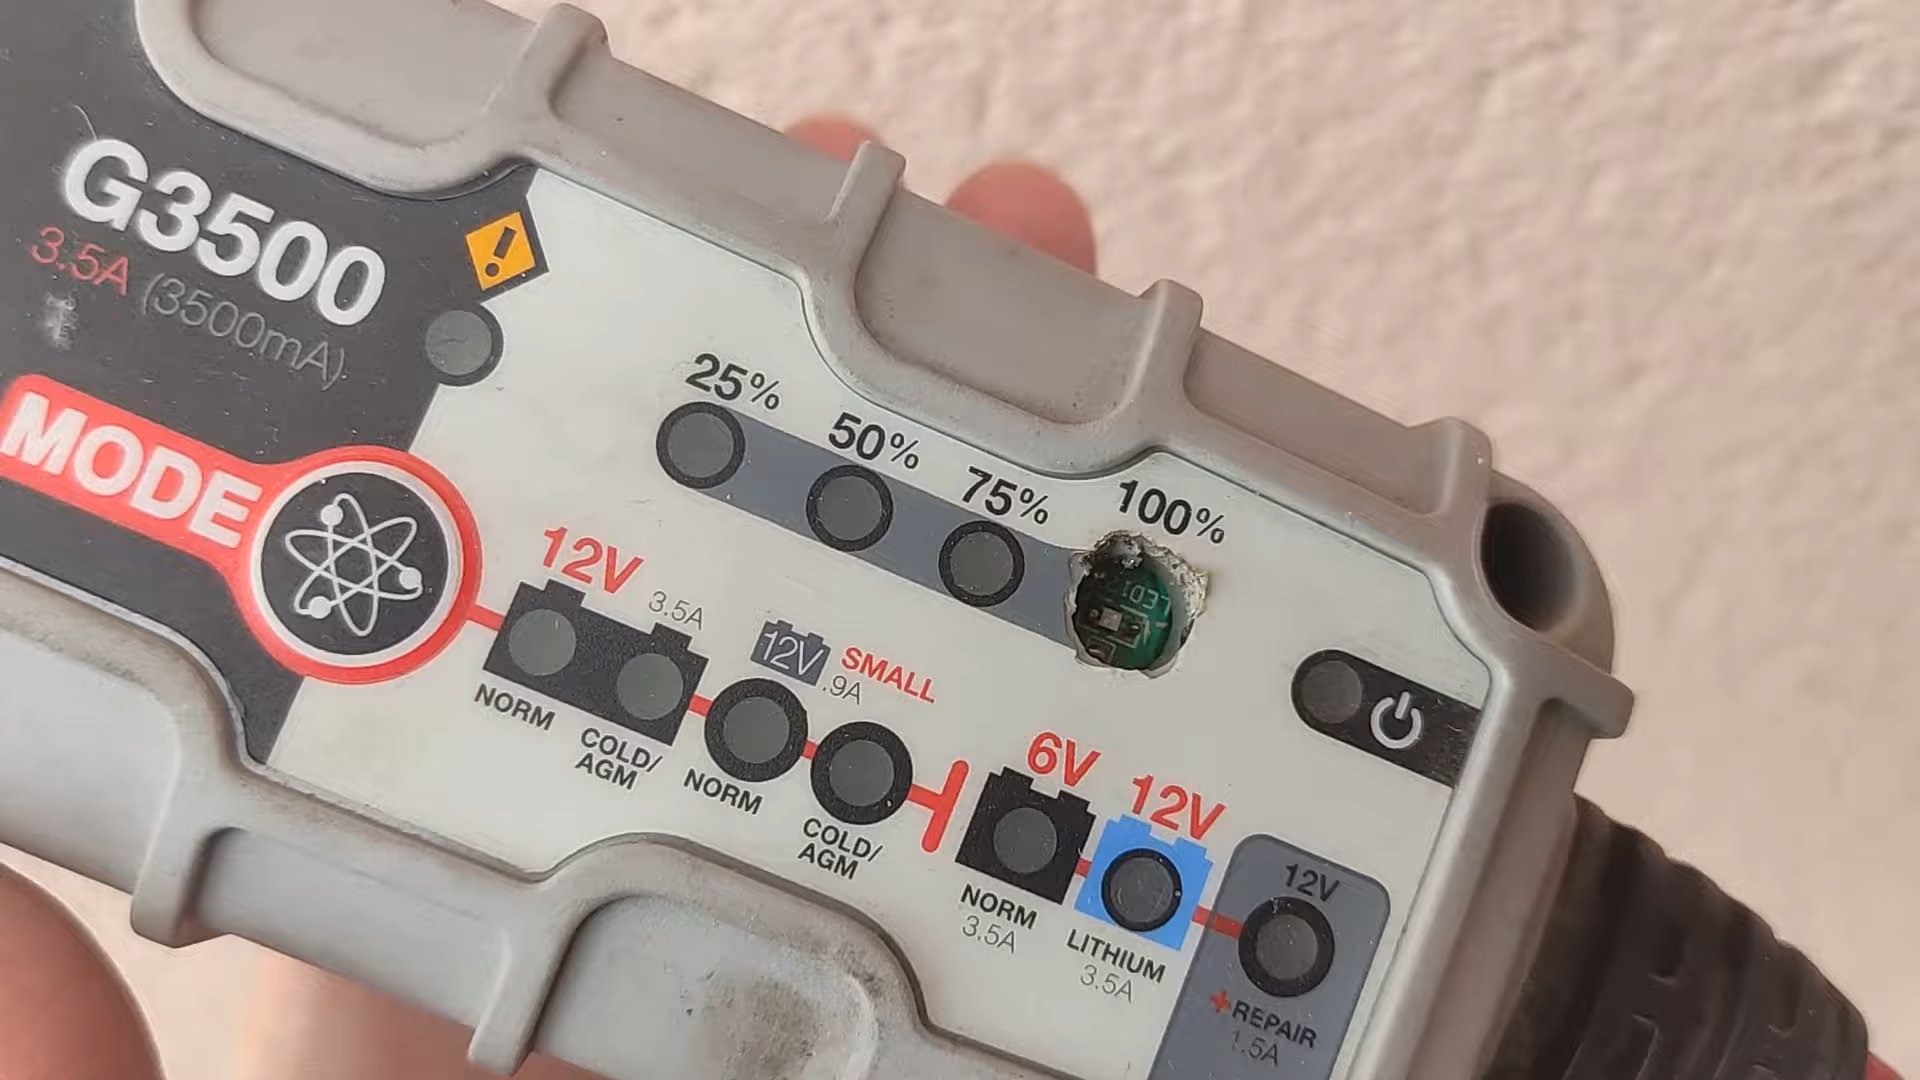 G3500
3.5A (3500mA)
!
MODE
25%
50%
75%
100%
12V
3.5A
NORM
COLD/
AGM
12V
SMALL
.9A
NORM
COLD/
AGM
6V
NORM
3.5A
12V
LITHIUM
3.5A
12V
+REPAIR
1.5A